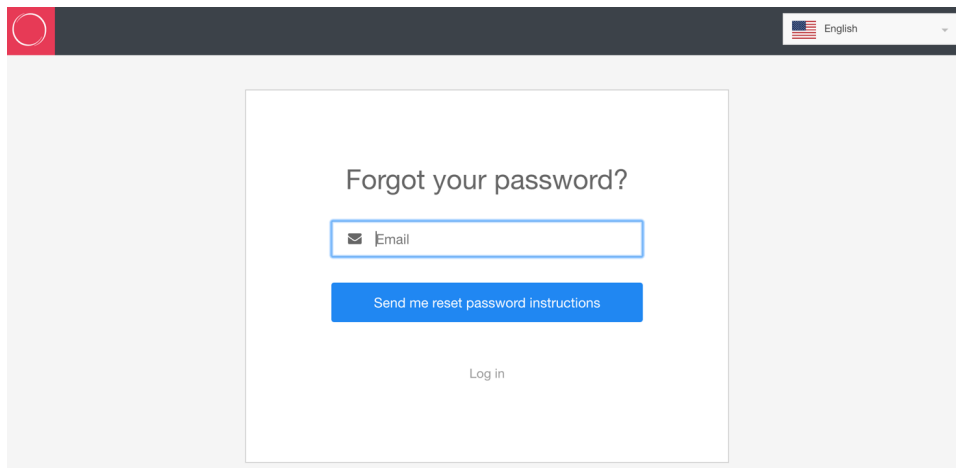 English
Forgot your password?
Email
Send me reset password instructions
Log in